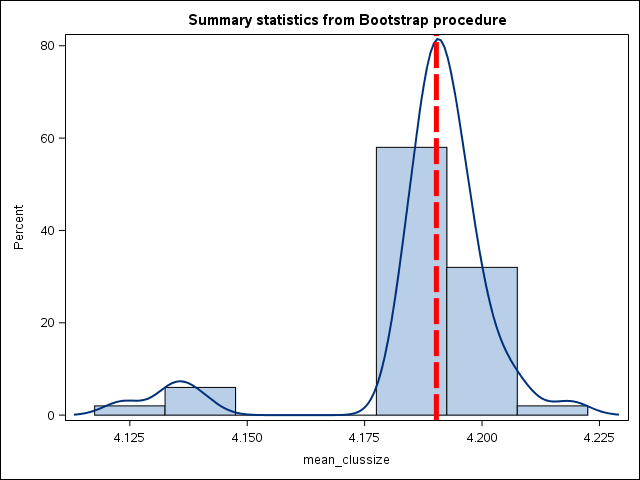 Summary statistics from Bootstrap procedure
80
60
40
20
0
Percent
4.125 4.150 4.175 4.200 4.225
mean_clussize